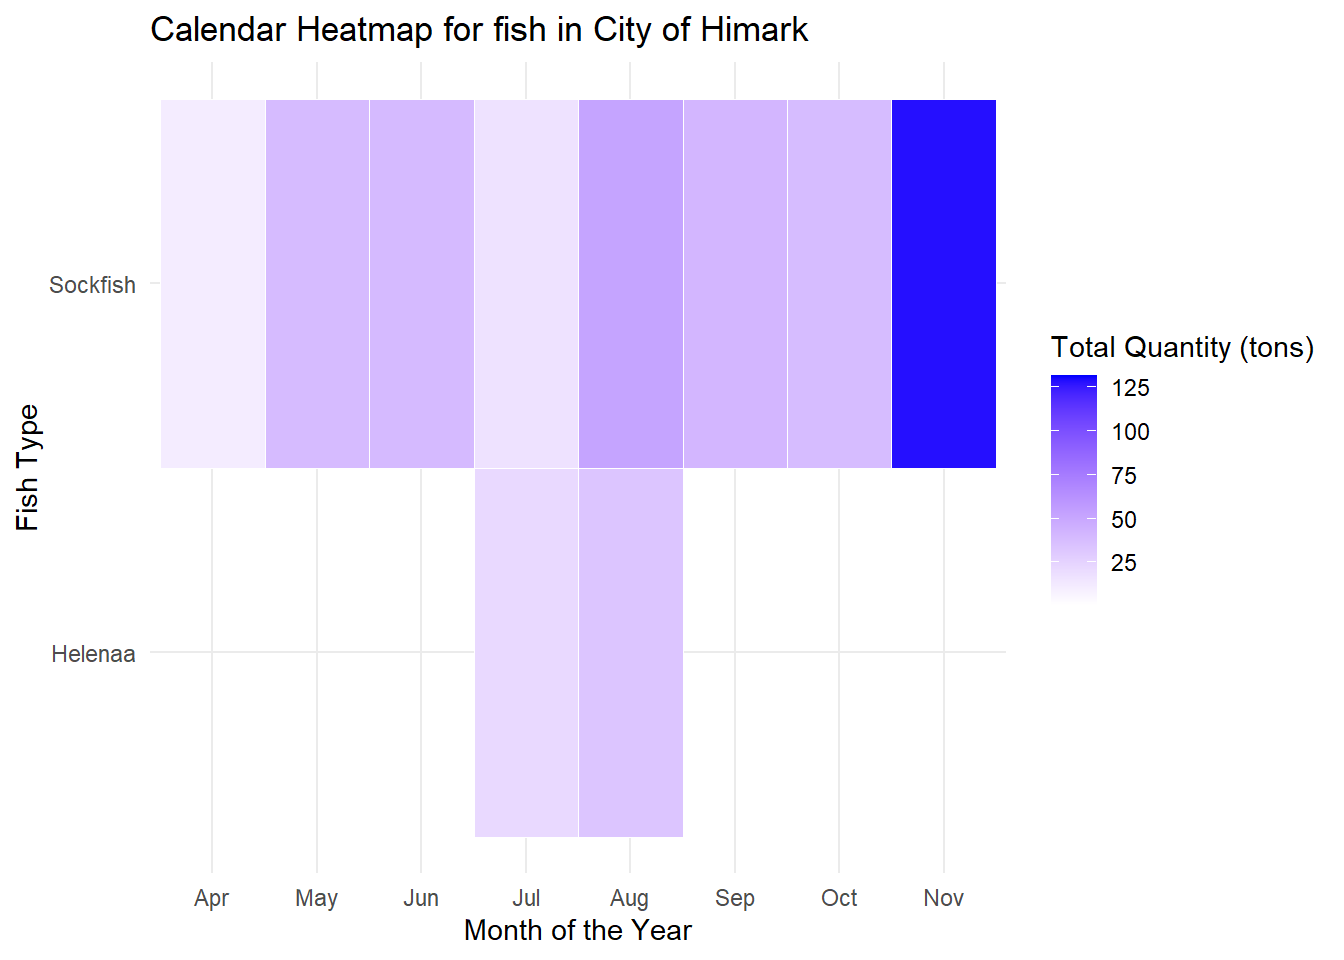 Calendar Heatmap for fish in City of Himark
Sockfish
Helenaa
Fish Type
Apr May Jun Jul Aug Sep Oct Nov
Month of the Year
Total Quantity (tons)
125
100
75
50
25